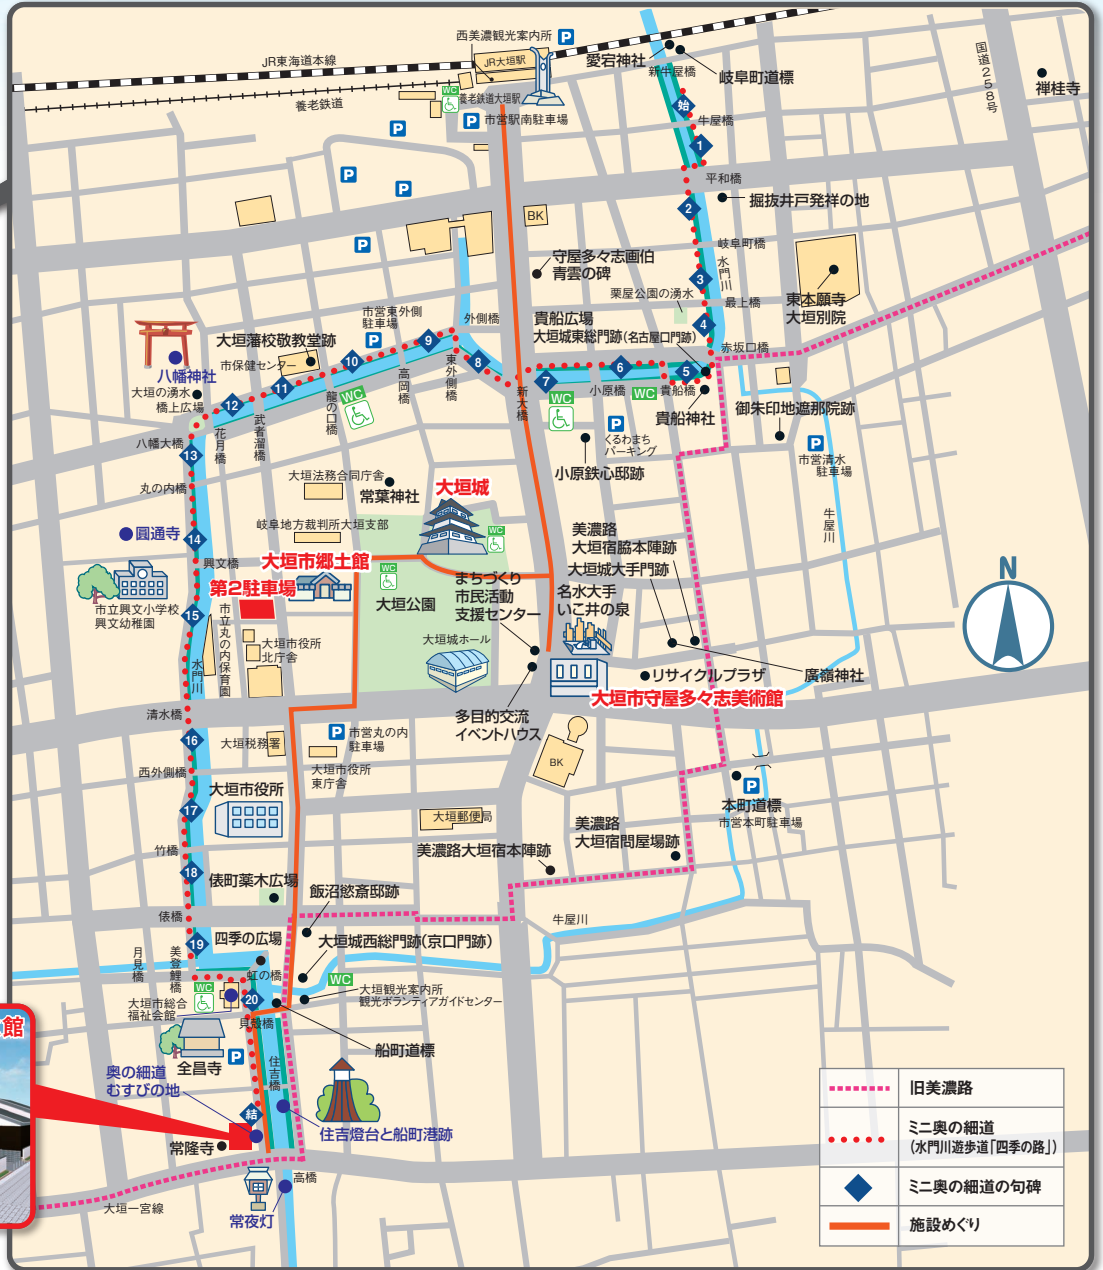 西美濃観光案内所
P
JR東海道本線
JR大垣駅
愛宕神社
新牛屋橋
岐阜町道標
国道258号
禅桂寺
養老鉄道
WC
養老鉄道大垣駅
P
市営駅南駐車場
P
始
牛屋橋
1
P
P
平和橋
2
掘抜井戸発祥の地
BK
P
岐阜町橋
守屋多々志画伯
青雲の碑
水門川
3
栗屋公園の湧水
最上橋
東本願寺
大垣別院
市営東外側
駐車場
P
外側橋
貴船広場
大垣城東総門跡(名古屋口門跡)
4
赤坂口橋
大垣藩校敬教堂跡
9
八幡神社
市保健センター
10
高岡橋
東外側橋
8
7
6
5
新大橋
小原橋
WC
貴船橋
大垣の湧水
橋上広場
11
龍の口橋
WC
WC
貴船神社
御朱印地遮那院跡
12
花月橋
武者溜橋
P
くるわまち
パーキング
P
市営清水
駐車場
八幡大橋
13
小原鉄心邸跡
丸の内橋
大垣法務合同庁舎
常葉神社
大垣城
牛屋川
圓通寺
14
岐阜地方裁判所大垣支部
WC
美濃路
大垣宿脇本陣跡
興文橋
大垣市郷土館
大垣城大手門跡
N
第2駐車場
WC
まちづくり
市民活動
支援センター
名水大手
いこ井の泉
市立興文小学校
興文幼稚園
15
市立丸の内保育園
大垣公園
大垣市役所
北庁舎
大垣城ホール
水門川
リサイクルプラザ
廣嶺神社
大垣市守屋多々志美術館
清水橋
多目的交流
イベントハウス
16
大垣税務署
P
市営丸の内
駐車場
西外側橋
大垣市役所
東庁舎
BK
大垣市役所
P
本町道標
市営本町駐車場
17
大垣郵便局
美濃路
大垣宿問屋場跡
竹橋
美濃路大垣宿本陣跡
18
俵町薬木広場
飯沼慾斎邸跡
俵橋
牛屋川
19
四季の広場
大垣城西総門跡(京口門跡)
月見橋
美登鯉橋
虹の橋
WC
WC
大垣市総合
福祉会館
20
大垣観光案内所
観光ボランティアガイドセンター
貝殻橋
館
船町道標
全昌寺
P
住吉橋
奥の細道
むすびの地
結
住吉燈台と船町港跡
常隆寺
高橋
大垣一宮線
常夜灯
旧美濃路
ミニ奥の細道
(水門川遊歩道「四季の路」)
ミニ奥の細道の句碑
施設めぐり